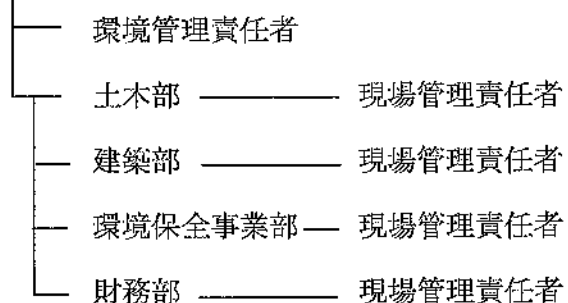 環境管理責任者
土木部 現場管理責任者
建築部 現場管理責任者
環境保全事業部 現場管理責任者
財務部 現場管理責任者